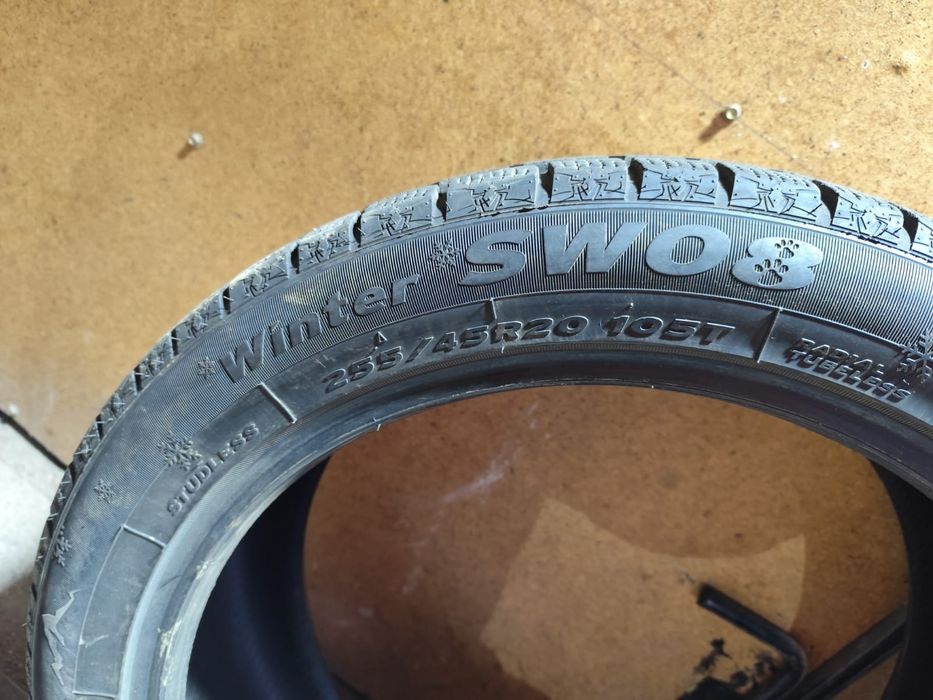 Winter SW08
255/45R20 105T
RADIAL
TUBELESS
STUDLESS